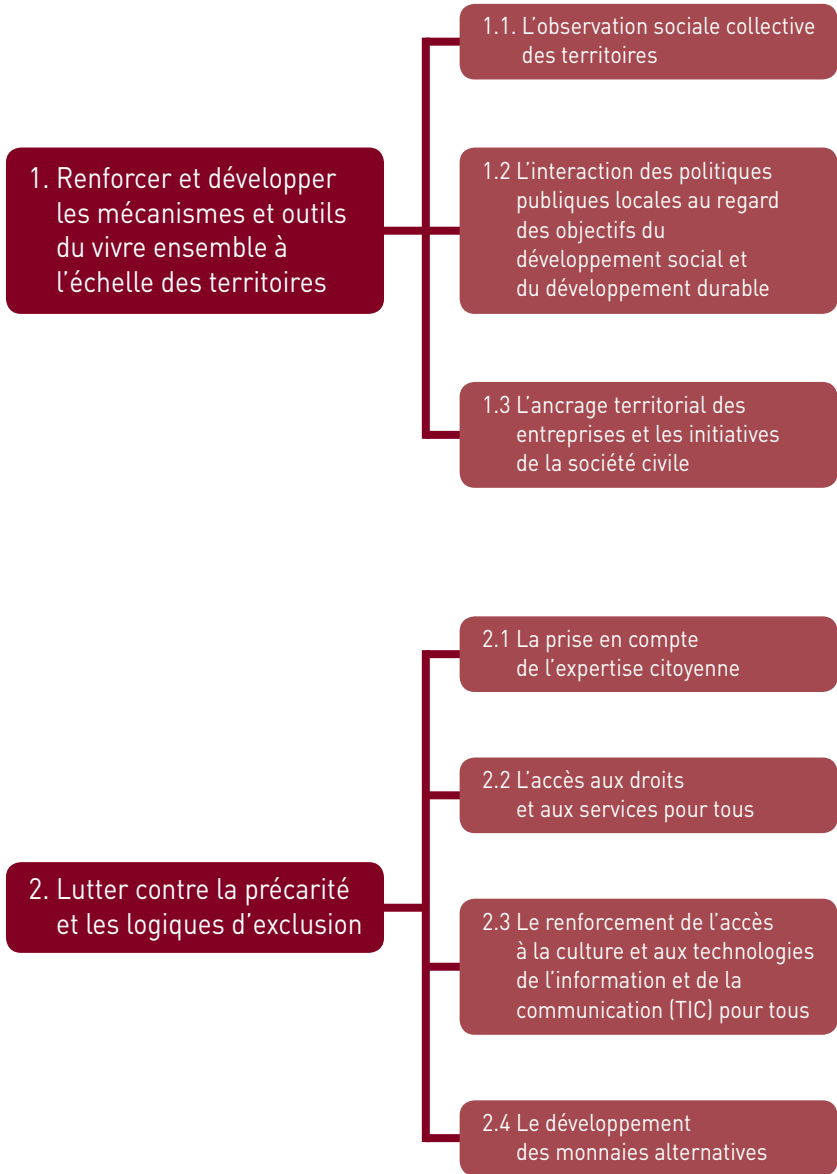 1. Renforcer et développer
les mécanismes et outils
du vivre ensemble à
l’échelle des territoires
1.1. L’observation sociale collective
des territoires
1.2 L’interaction des politiques
publiques locales au regard
des objectifs du
développement social et
du développement durable
1.3 L’ancrage territorial des
entreprises et les initiatives
de la société civile
2. Lutter contre la précarité
et les logiques d’exclusion
2.1 La prise en compte
de l’expertise citoyenne
2.2 L’accès aux droits
et aux services pour tous
2.3 Le renforcement de l’accès
à la culture et aux technologies
de l’information et de la
communication (TIC) pour tous
2.4 Le développement
des monnaies alternatives